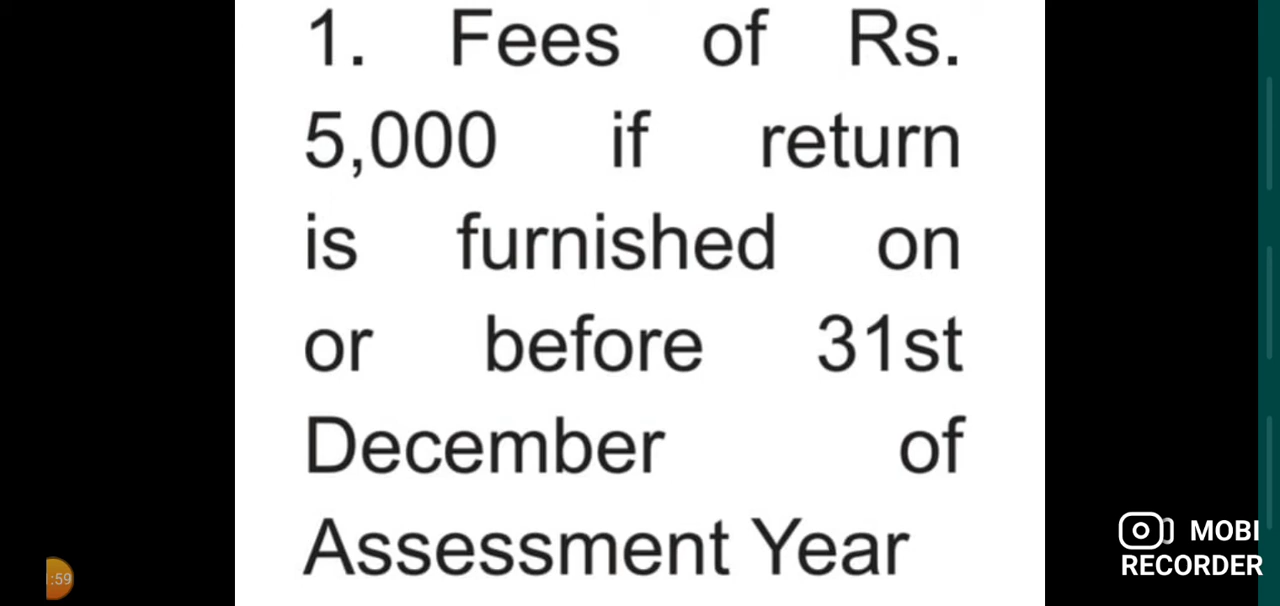 1. Fees of Rs.
5,000 if return
is furnished on
or before 31st
December of
Assessment Year
:59
MOBI
RECORDER